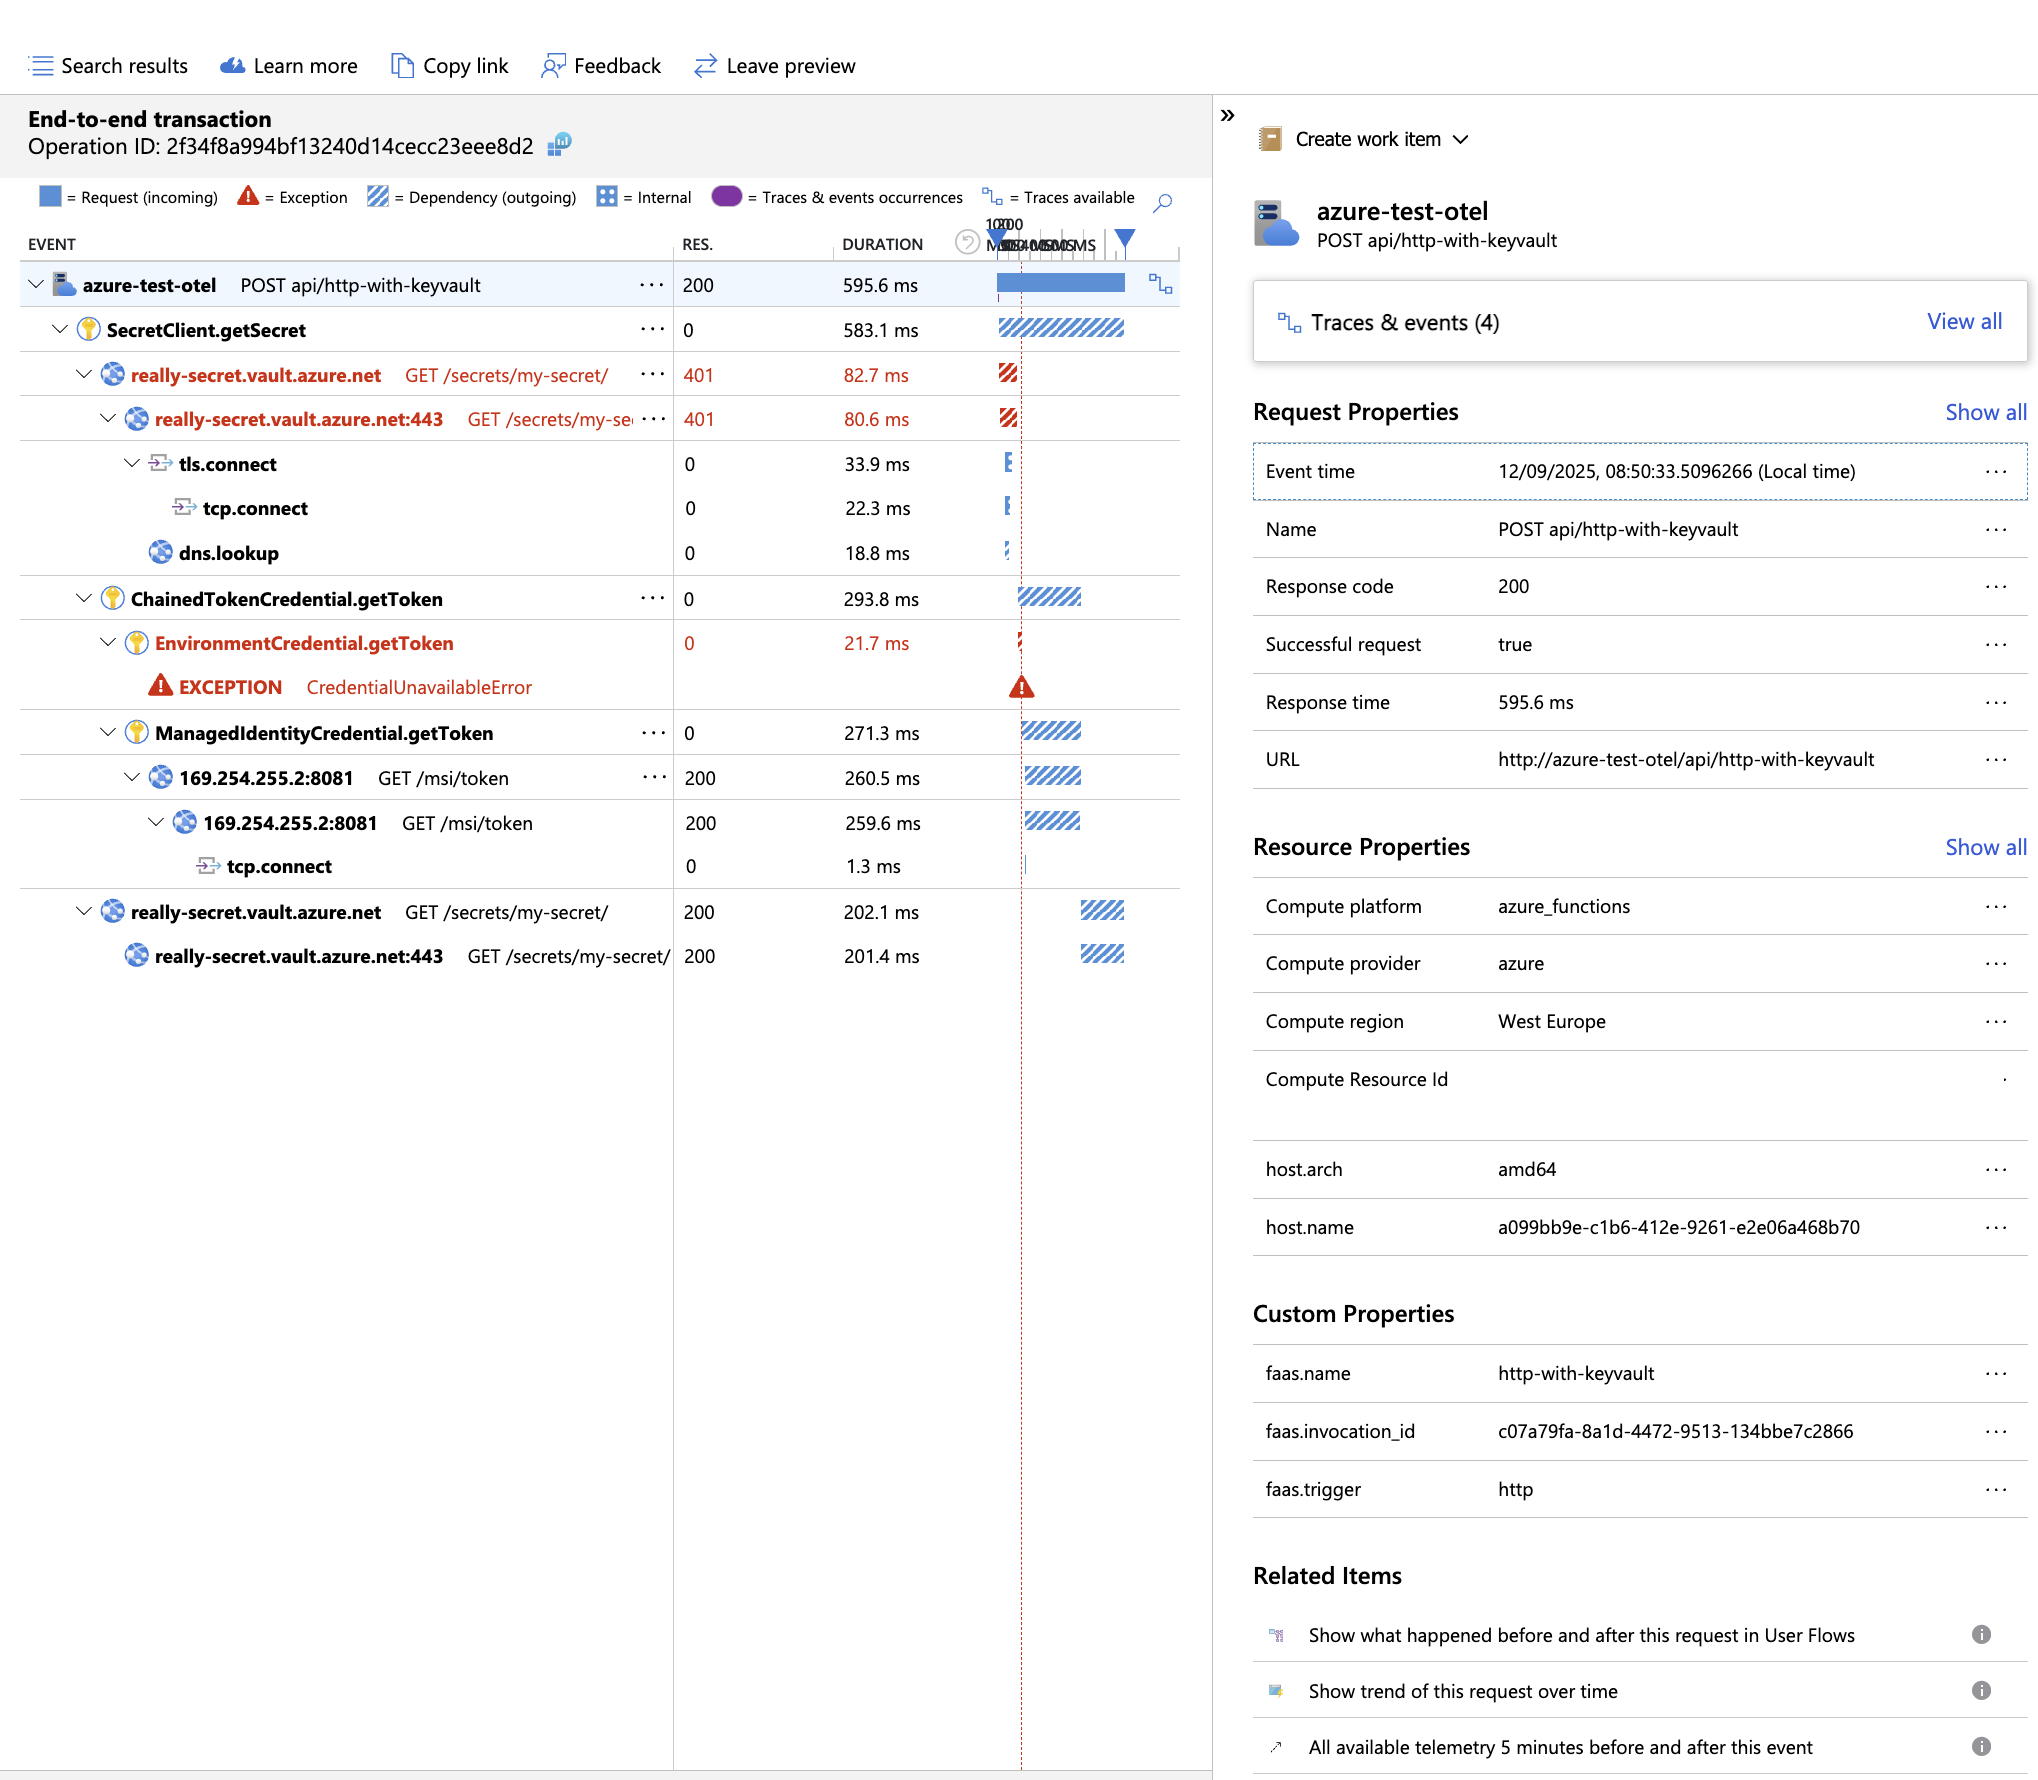 Search results Learn more Copy link Feedback Leave preview
End-to-end transaction
Operation ID: 2f34f8a994bf13240d14cecc23eee8d2
= Request (incoming) = Exception = Dependency (outgoing) = Internal = Traces & events occurrences = Traces available
EVENT RES. DURATION
azure-test-otel POST api/http-with-keyvault ··· 200 595.6 ms
SecretClient.getSecret ··· 0 583.1 ms
really-secret.vault.azure.net GET /secrets/my-secret/ ··· 401 82.7 ms
really-secret.vault.azure.net:443 GET /secrets/my-se ··· 401 80.6 ms
tls.connect 0 33.9 ms
tcp.connect 0 22.3 ms
dns.lookup 0 18.8 ms
ChainedTokenCredential.getToken ··· 0 293.8 ms
EnvironmentCredential.getToken 0 21.7 ms
EXCEPTION CredentialUnavailableError
ManagedIdentityCredential.getToken ··· 0 271.3 ms
169.254.255.2:8081 GET /msi/token ··· 200 260.5 ms
169.254.255.2:8081 GET /msi/token 200 259.6 ms
tcp.connect 0 1.3 ms
really-secret.vault.azure.net GET /secrets/my-secret/ 200 202.1 ms
really-secret.vault.azure.net:443 GET /secrets/my-secret/ 200 201.4 ms
Create work item
azure-test-otel
POST api/http-with-keyvault
Traces & events (4) View all
Request Properties Show all
Event time 12/09/2025, 08:50:33.5096266 (Local time) ···
Name POST api/http-with-keyvault ···
Response code 200 ···
Successful request true ···
Response time 595.6 ms ···
URL http://azure-test-otel/api/http-with-keyvault ···
Resource Properties Show all
Compute platform azure_functions ···
Compute provider azure ···
Compute region West Europe ···
Compute Resource Id
host.arch amd64 ···
host.name a099bb9e-c1b6-412e-9261-e2e06a468b70 ···
Custom Properties
faas.name http-with-keyvault ···
faas.invocation_id c07a79fa-8a1d-4472-9513-134bbe7c2866 ···
faas.trigger http ···
Related Items
Show what happened before and after this request in User Flows
Show trend of this request over time
All available telemetry 5 minutes before and after this event